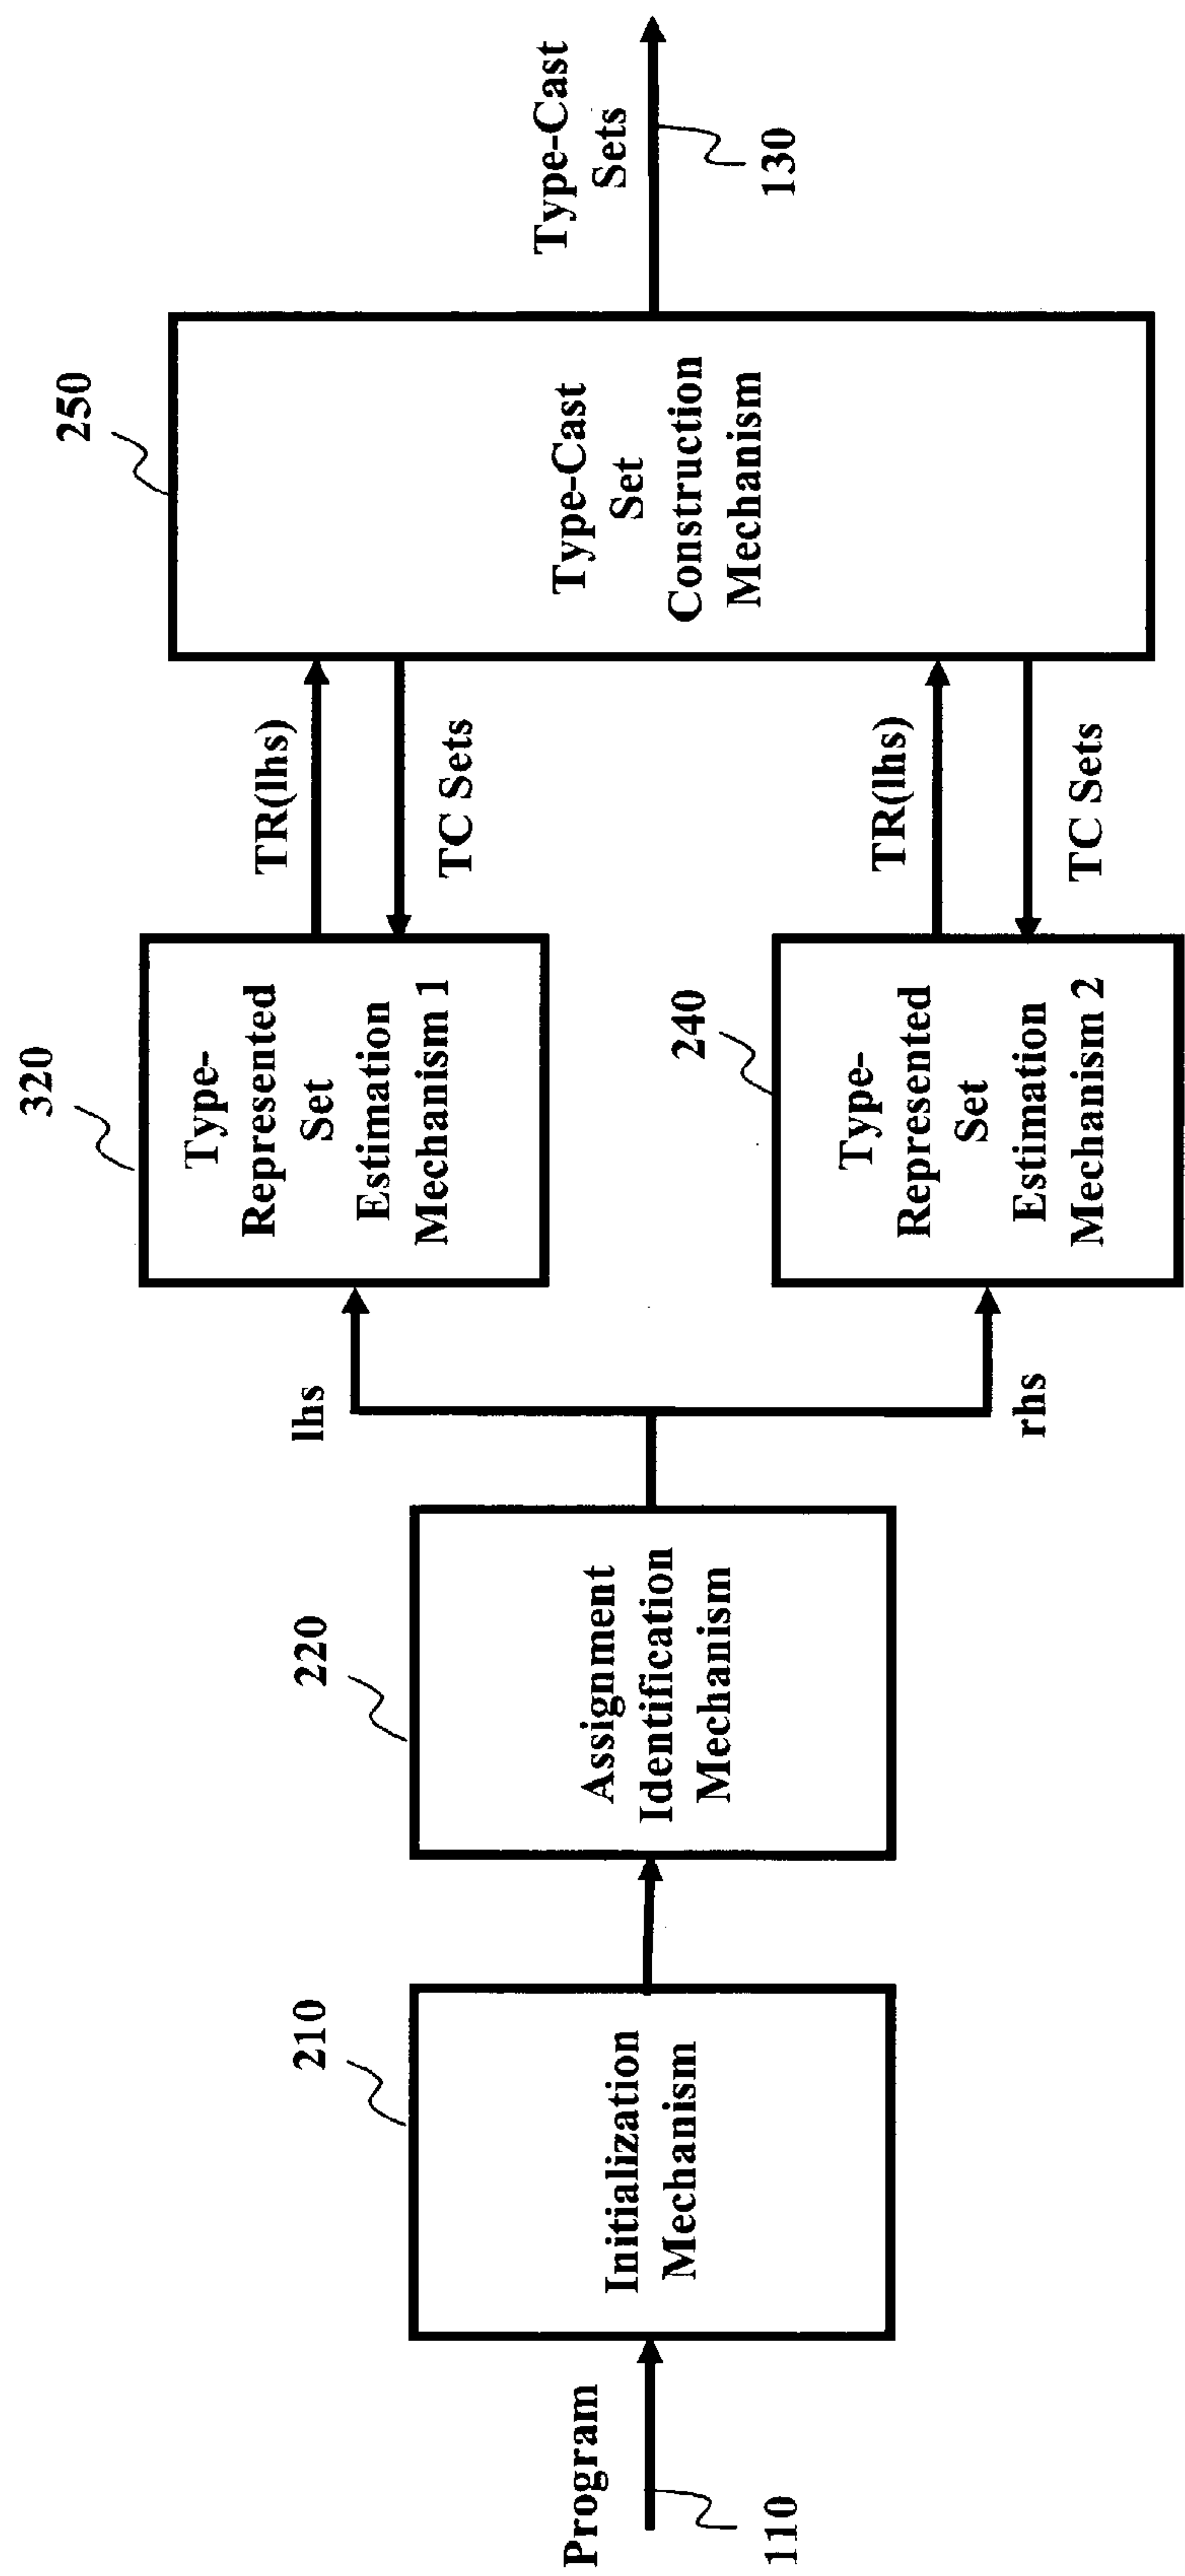 Program
110
210
Initialization
Mechanism
220
Assignment
Identification
Mechanism
lhs
rhs
320
Type-
Represented
Set
Estimation
Mechanism 1
240
Type-
Represented
Set
Estimation
Mechanism 2
TR(lhs)
TC Sets
TR(lhs)
TC Sets
250
Type-Cast
Set
Construction
Mechanism
Type-Cast
Sets
130